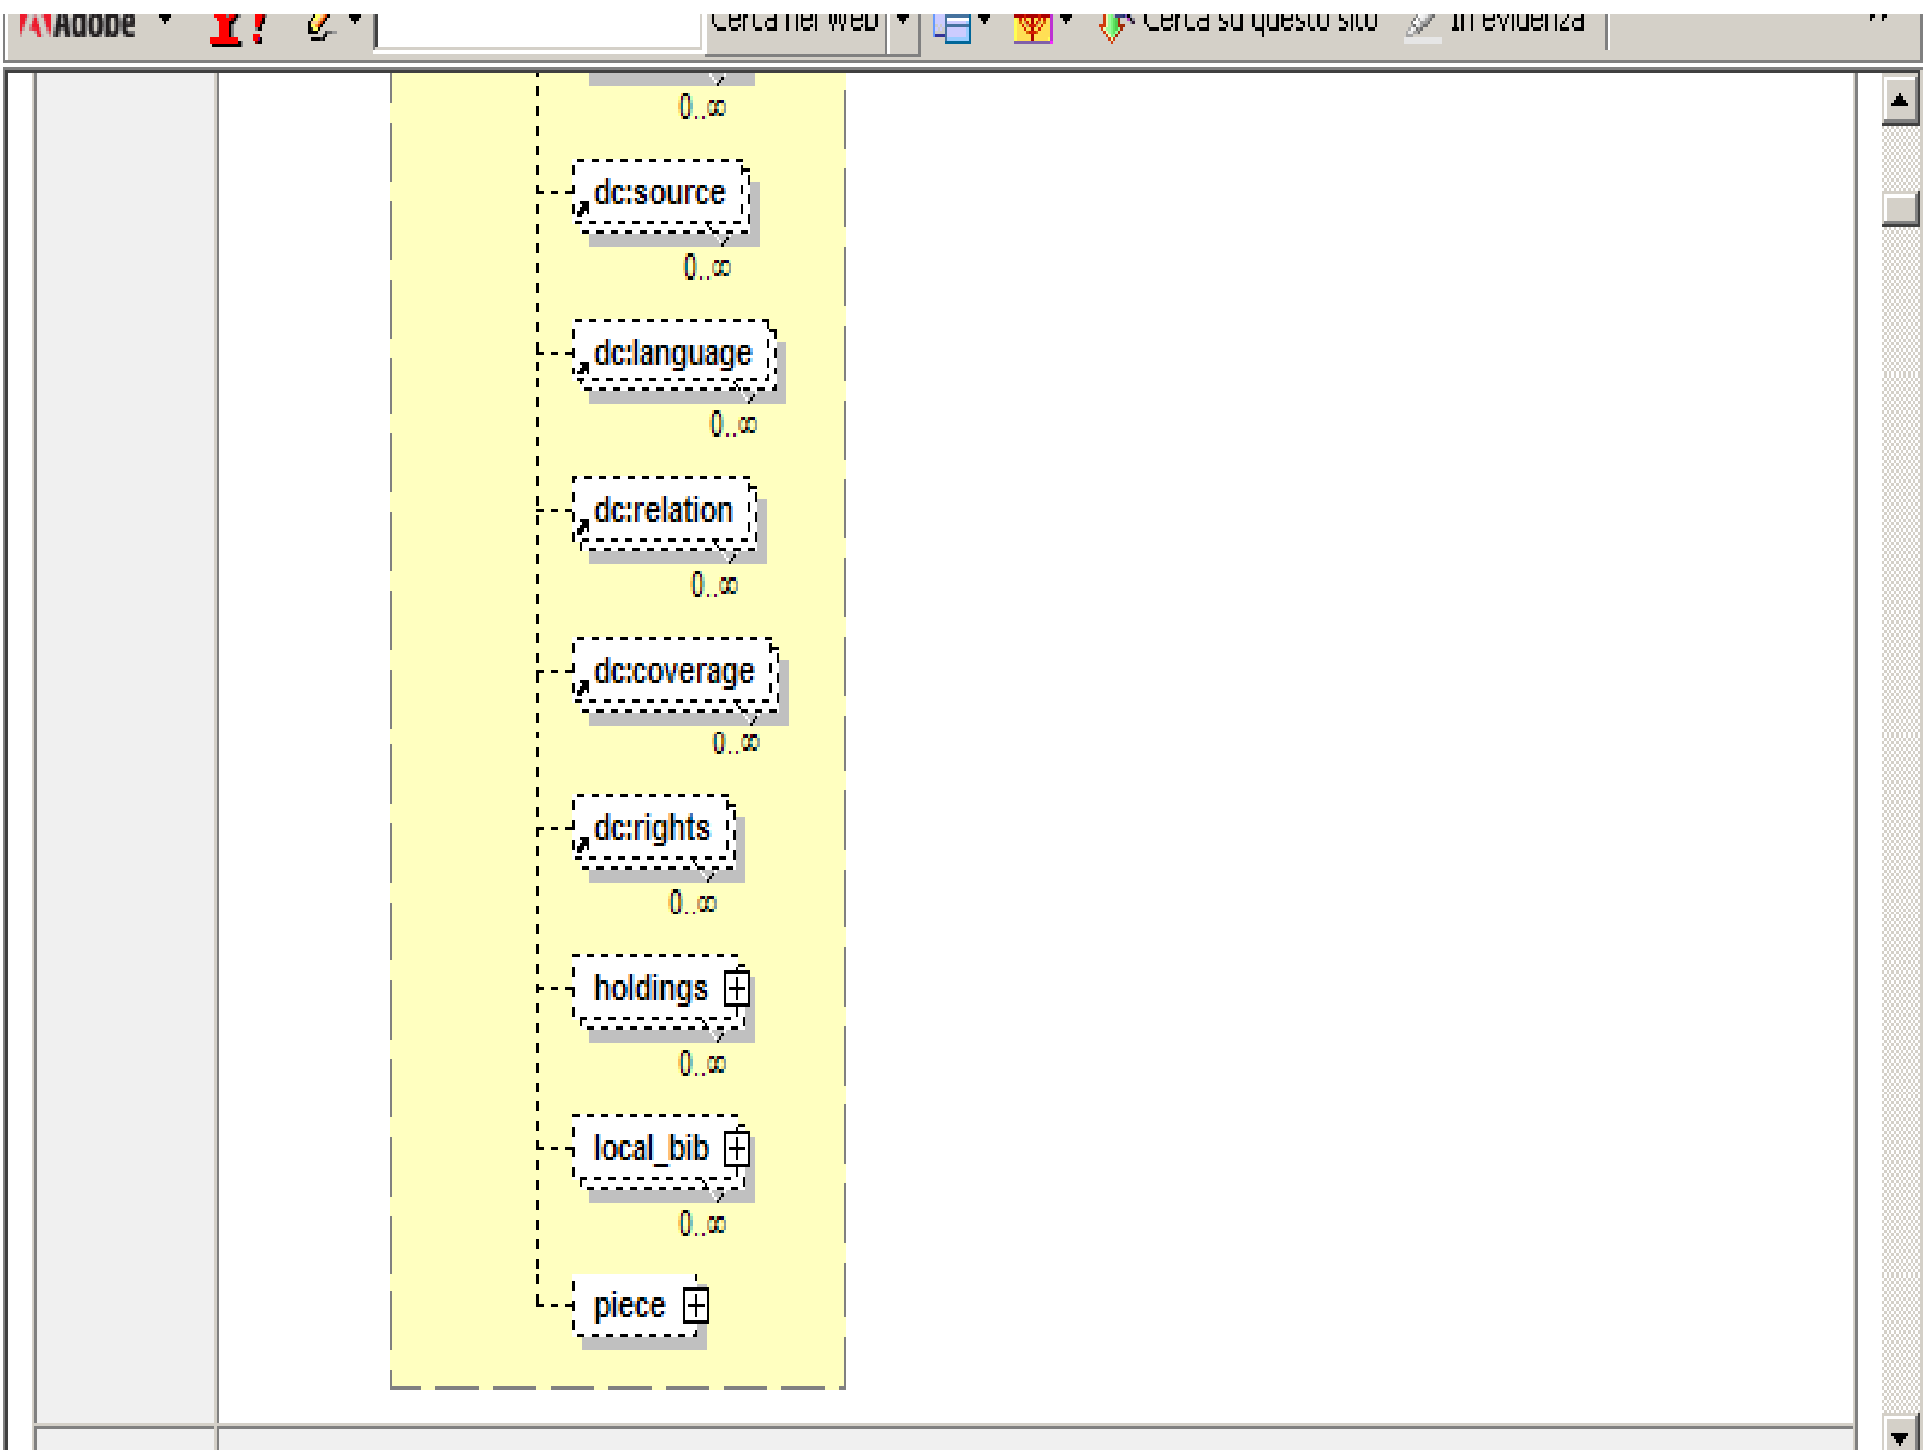 Adobe Y! Cerca nel web Cerca su questo sito In evidenza
0..∞
dc:source
0..∞
dc:language
0..∞
dc:relation
0..∞
dc:coverage
0..∞
dc:rights
0..∞
holdings
0..∞
local_bib
0..∞
piece